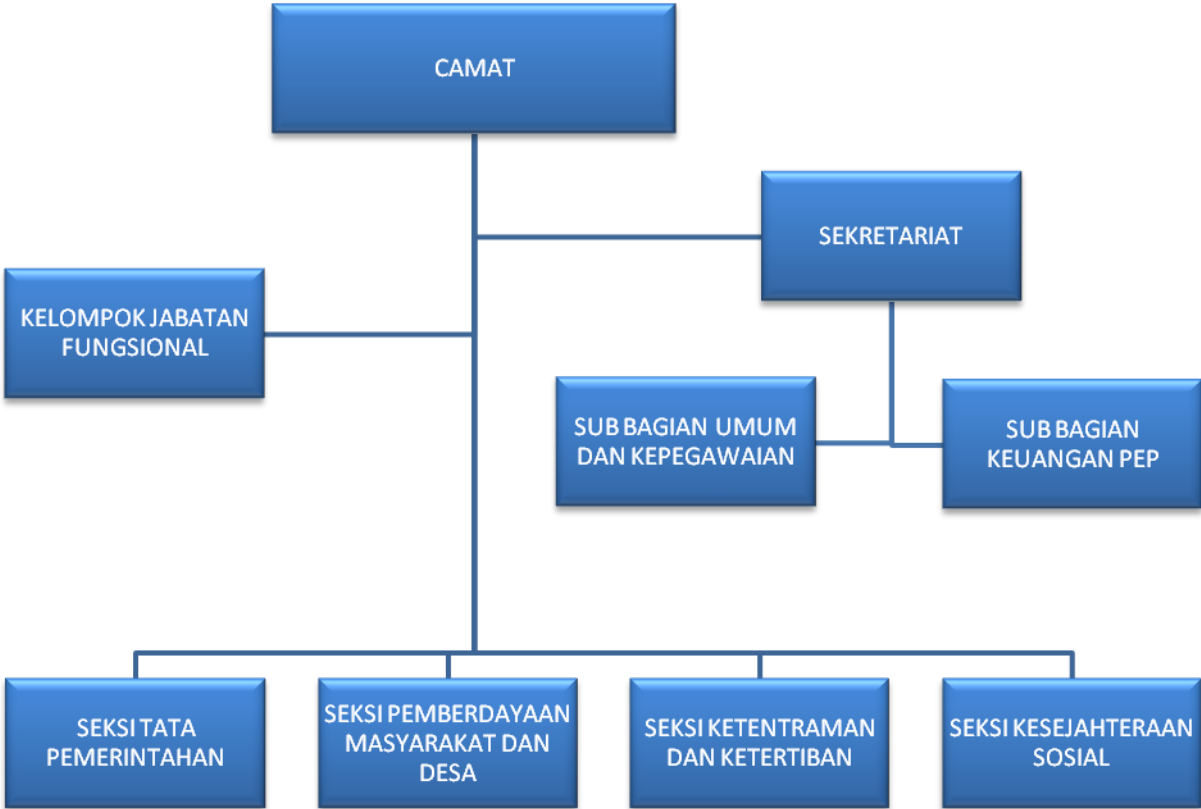 CAMAT
SEKRETARIAT
KELOMPOK JABATAN
FUNGSIONAL
SUB BAGIAN UMUM
DAN KEPEGAWAIAN
SUB BAGIAN
KEUANGAN PEP
SEKSI TATA
PEMERINTAHAN
SEKSI PEMBERDAYAAN
MASYARAKAT DAN
DESA
SEKSI KETENTRAMAN
DAN KETERTIBAN
SEKSI KESEJAHTERAAN
SOSIAL